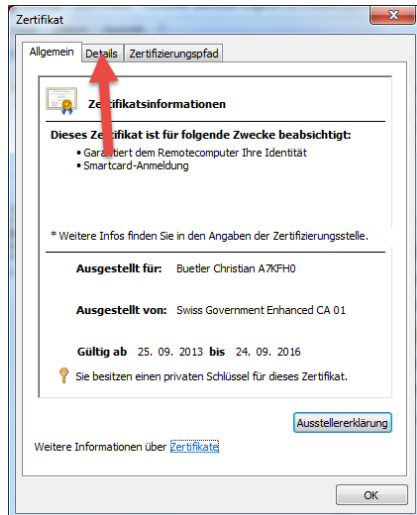 Zertifikat
Allgemein Details Zertifizierungspfad
Zertifikatsinformationen
Dieses Zertifikat ist für folgende Zwecke beabsichtigt:
• Garantiert dem Remotecomputer Ihre Identität
• Smartcard-Anmeldung
* Weitere Infos finden Sie in den Angaben der Zertifizierungsstelle.
Ausgestellt für: Buetler Christian A7KFH0
Ausgestellt von: Swiss Government Enhanced CA 01
Gültig ab 25. 09. 2013 bis 24. 09. 2016
Sie besitzen einen privaten Schlüssel für dieses Zertifikat.
Ausstellererklärung
Weitere Informationen über Zertifikate
OK